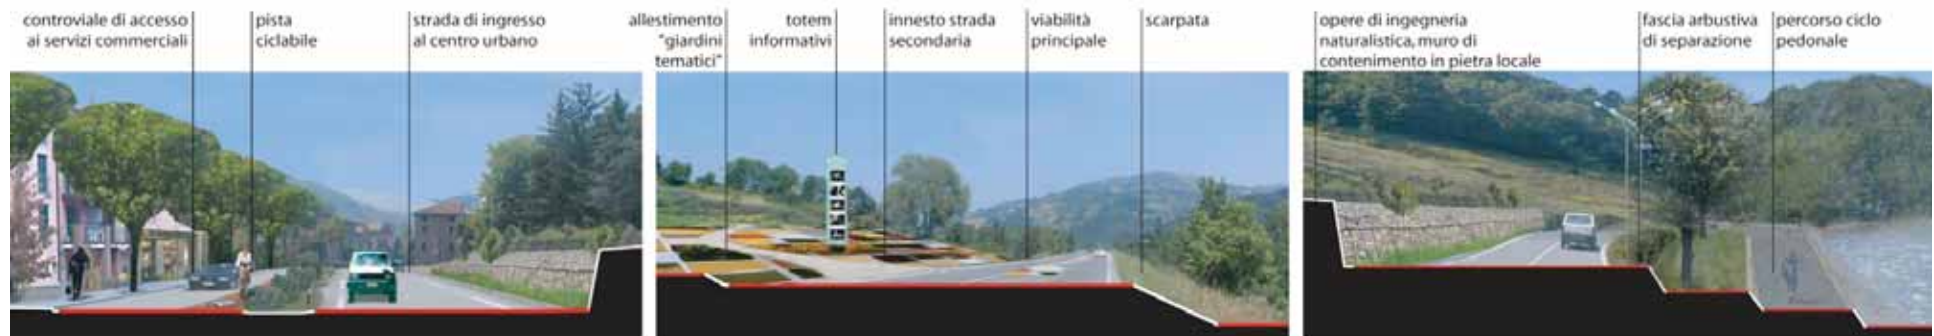 controviale di accesso
ai servizi commerciali
pista
ciclabile
strada di ingresso
al centro urbano
allestimento
"giardini
tematici"
totem
informativi
innesto strada
secondaria
viabilità
principale
scarpata
opere di ingegneria
naturalistica, muro di
contenimento in pietra locale
fascia arbustiva
di separazione
percorso ciclo
pedonale